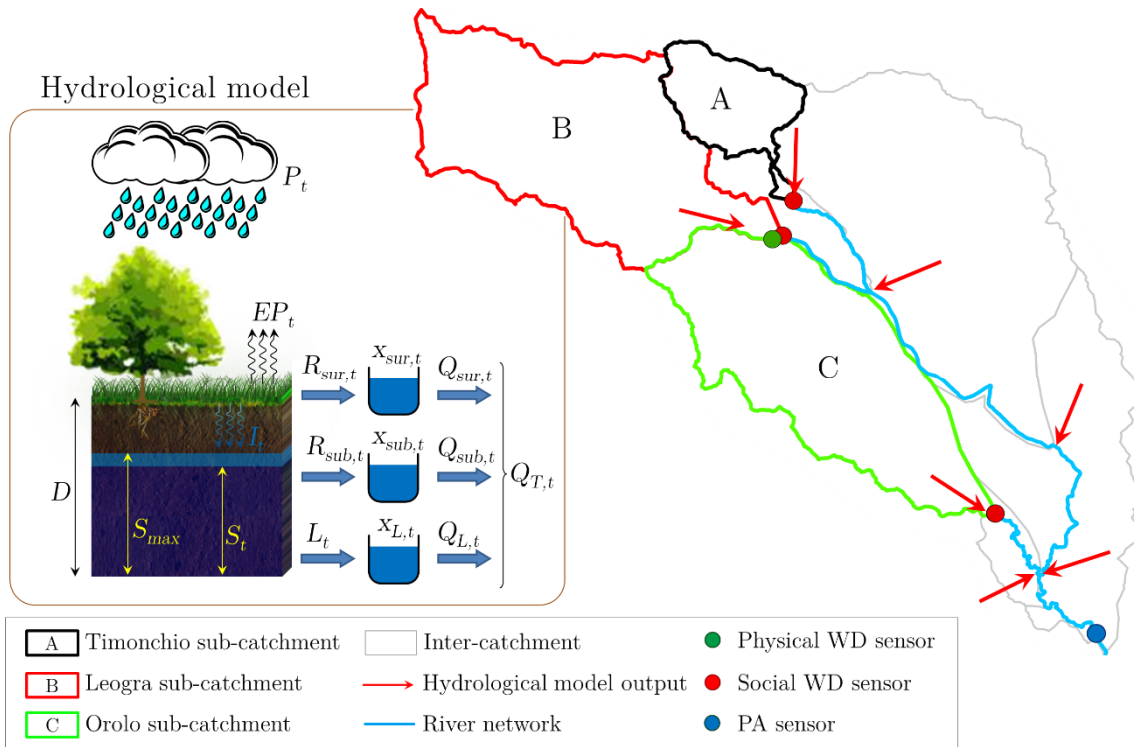 Hydrological model
P_t
EP_t
I_t
D
S_max
S_t
R_sur,t
x_sur,t
Q_sur,t
R_sub,t
x_sub,t
Q_sub,t
Q_T,t
L_t
x_L,t
Q_L,t
A
B
C
A Timonchio sub-catchment
B Leogra sub-catchment
C Orolo sub-catchment
Inter-catchment
Hydrological model output
River network
Physical WD sensor
Social WD sensor
PA sensor